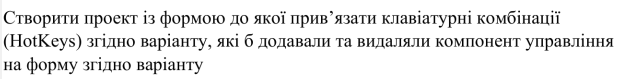 Створити проект із формою до якої прив’язати клавіатурні комбінації
(HotKeys) згідно варіанту, які б додавали та видаляли компонент управління
на форму згідно варіанту